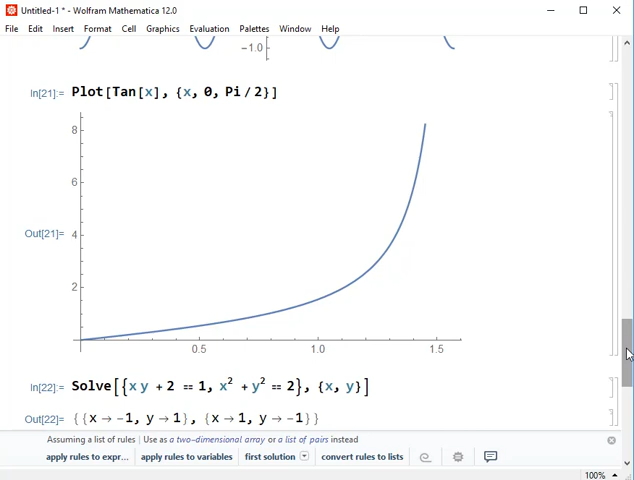 Untitled-1 * - Wolfram Mathematica 12.0
File Edit Insert Format Cell Graphics Evaluation Palettes Window Help
-1.0
In[21]:= Plot[Tan[x], {x, 0, Pi / 2}]
8
6
Out[21]= 4
2
0.5 1.0 1.5
In[22]:= Solve[{x y + 2 == 1, x² + y² == 2}, {x, y}]
Out[22]= {{x → -1, y → 1}, {x → 1, y → -1}}
Assuming a list of rules | Use as a two-dimensional array or a list of pairs instead
apply rules to expr... apply rules to variables first solution convert rules to lists
100%